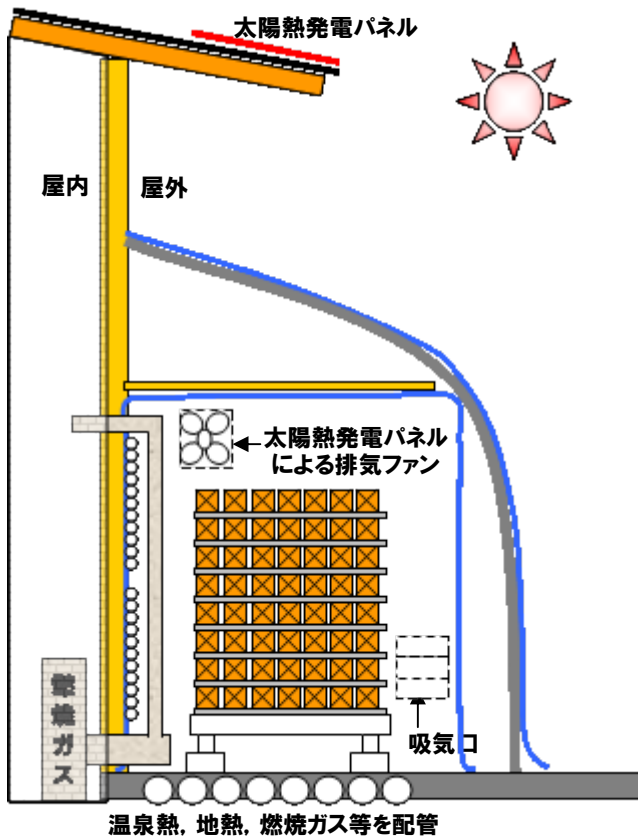 太陽熱発電パネル
屋内
屋外
太陽熱発電パネル
による排気ファン
ガス
吸気口
温泉熱，地熱，燃焼ガス等を配管